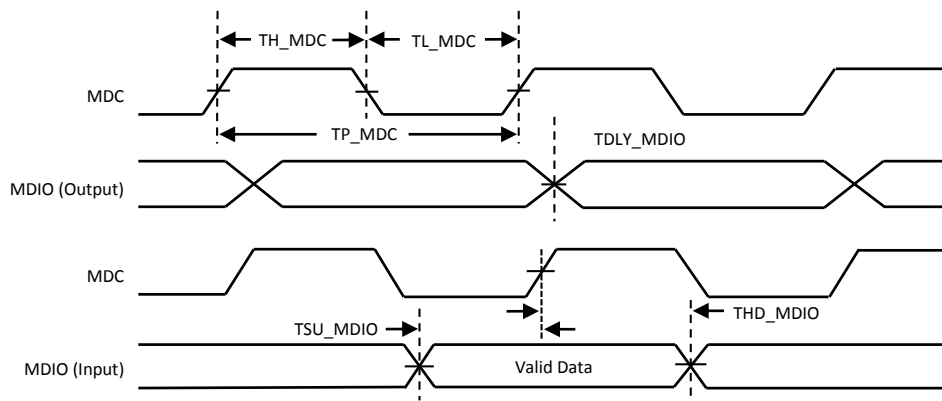 TH_MDC TL_MDC
MDC
TP_MDC
TDLY_MDIO
MDIO (Output)
MDC
TSU_MDIO
THD_MDIO
MDIO (Input)
Valid Data